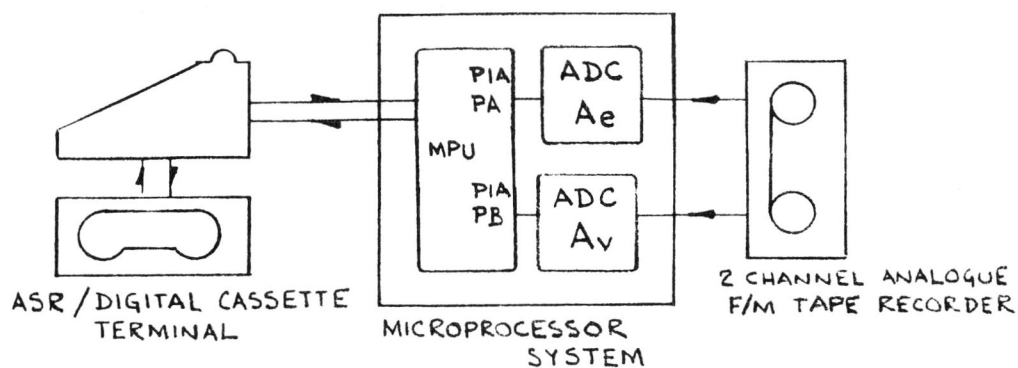 ASR / DIGITAL CASSETTE
TERMINAL
PIA
PA
MPU
PIA
PB
ADC
Ae
ADC
Av
MICROPROCESSOR
SYSTEM
2 CHANNEL ANALOGUE
F/M TAPE RECORDER